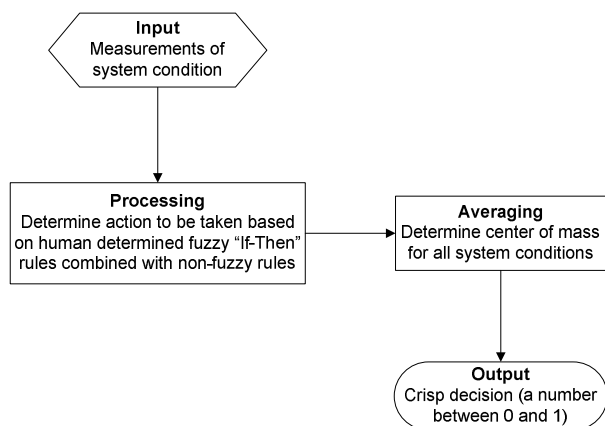 Input
Measurements of
system condition
Processing
Determine action to be taken based
on human determined fuzzy “If-Then”
rules combined with non-fuzzy rules
Averaging
Determine center of mass
for all system conditions
Output
Crisp decision (a number
between 0 and 1)